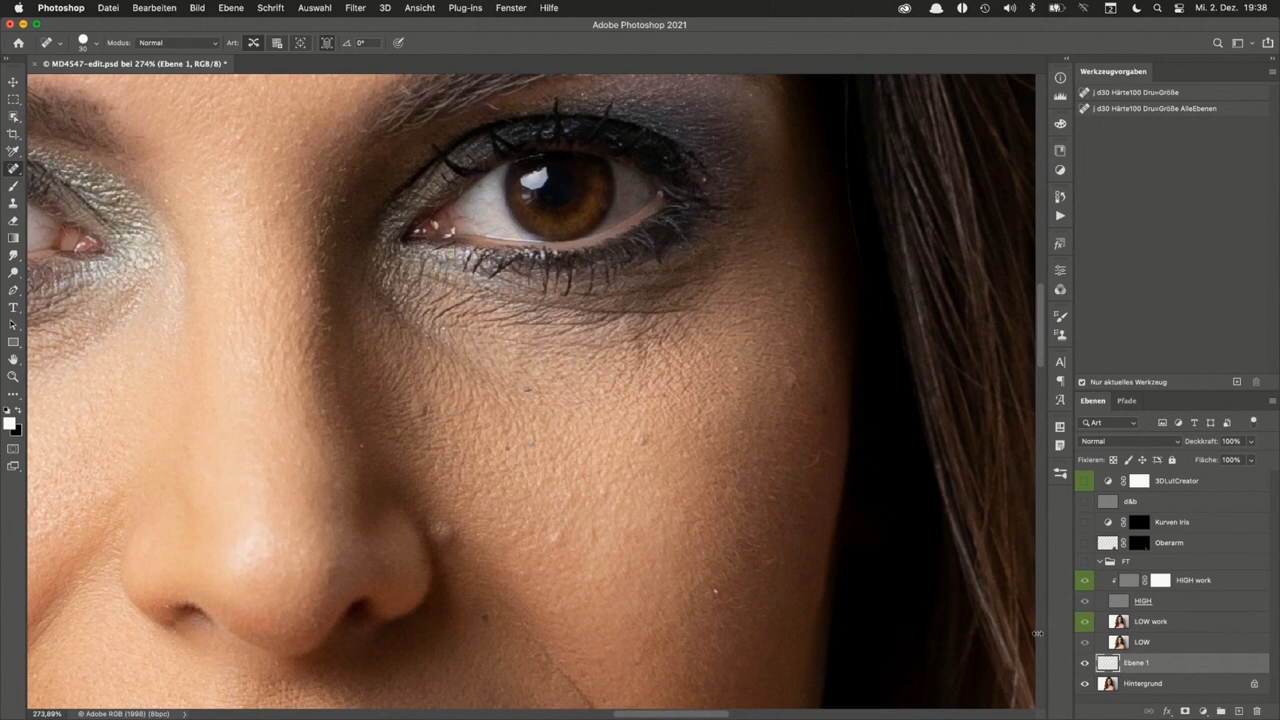 Photoshop Datei Bearbeiten Bild Ebene Schrift Auswahl Filter 3D Ansicht Plug-ins Fenster Hilfe
Mi. 2. Dez. 19:38
Adobe Photoshop 2021
30 Modus: Normal Art: 0°
× © MD4547-edit.psd bei 274% (Ebene 1, RGB/8) *
Werkzeugvorgaben
j d30 Härte100 Dru=Größe
j d30 Härte100 Dru=Größe AlleEbenen
Nur aktuelles Werkzeug
Ebenen Pfade
Art
Normal Deckkraft: 100%
Fixieren: Fläche: 100%
3DLutCreator
d&b
Kurven Iris
Oberarm
FT
HIGH work
HIGH
LOW work
LOW
Ebene 1
Hintergrund
273,89% © Adobe RGB (1998) (8bpc)